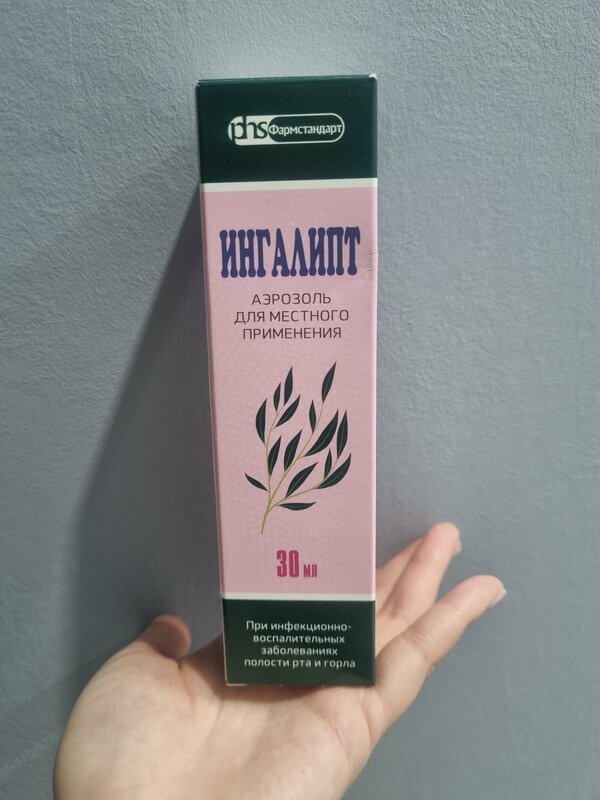 phs Фармстандарт
ИНГАЛИПТ
АЭРОЗОЛЬ
ДЛЯ МЕСТНОГО
ПРИМЕНЕНИЯ
30 мл
При инфекционно-
воспалительных
заболеваниях
полости рта и горла